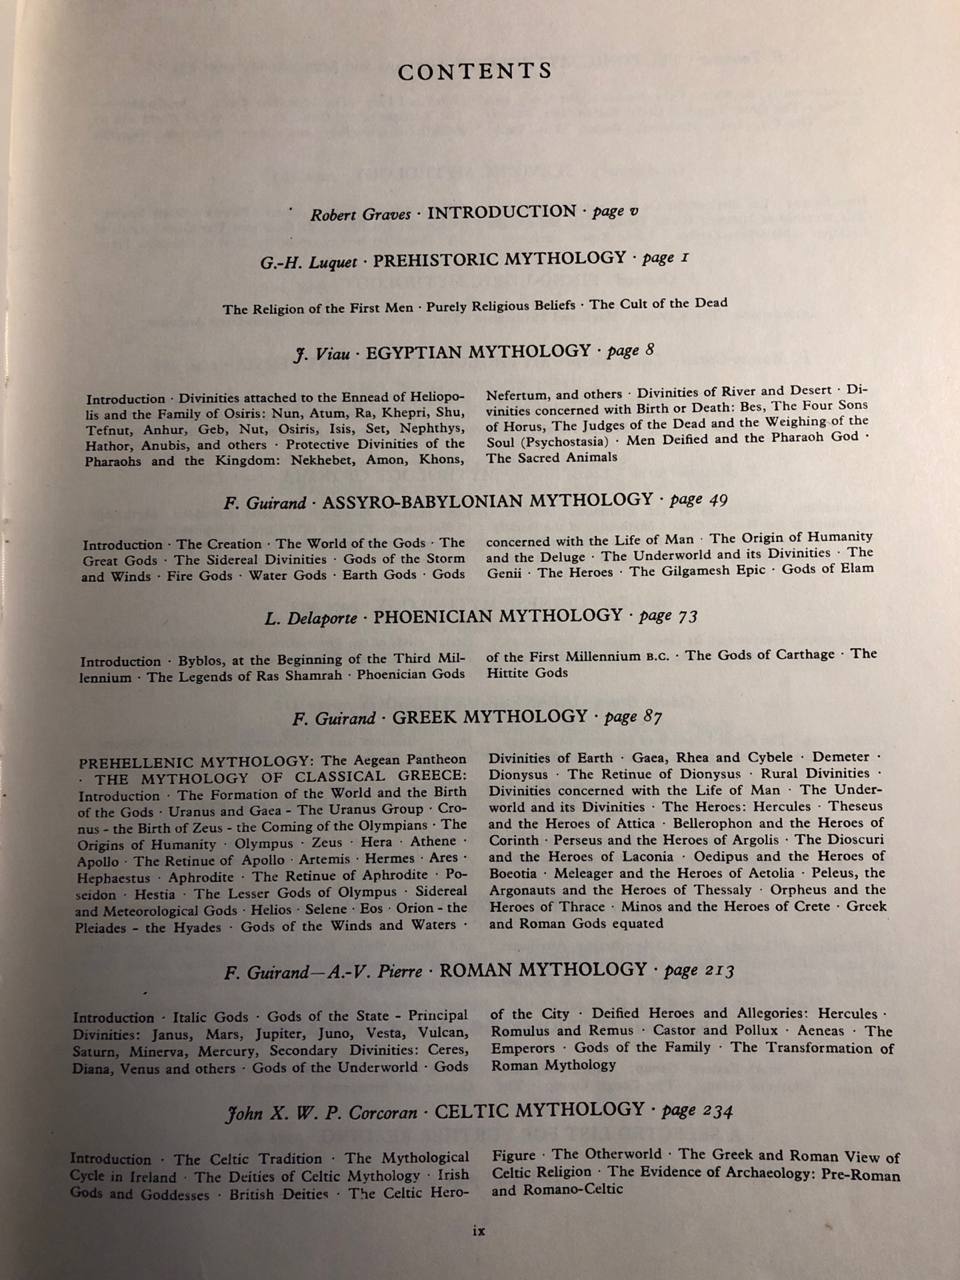 CONTENTS
Robert Graves · INTRODUCTION · page v
G.-H. Luquet · PREHISTORIC MYTHOLOGY · page 1
The Religion of the First Men · Purely Religious Beliefs · The Cult of the Dead
J. Viau · EGYPTIAN MYTHOLOGY · page 8
Introduction · Divinities attached to the Ennead of Heliopo-
lis and the Family of Osiris: Nun, Atum, Ra, Khepri, Shu,
Tefnut, Anhur, Geb, Nut, Osiris, Isis, Set, Nephthys,
Hathor, Anubis, and others · Protective Divinities of the
Pharaohs and the Kingdom: Nekhebet, Amon, Khons,
Nefertum, and others · Divinities of River and Desert · Di-
vinities concerned with Birth or Death: Bes, The Four Sons
of Horus, The Judges of the Dead and the Weighing of the
Soul (Psychostasia) · Men Deified and the Pharaoh God ·
The Sacred Animals
F. Guirand · ASSYRO-BABYLONIAN MYTHOLOGY · page 49
Introduction · The Creation · The World of the Gods · The
Great Gods · The Sidereal Divinities · Gods of the Storm
and Winds · Fire Gods · Water Gods · Earth Gods · Gods
concerned with the Life of Man · The Origin of Humanity
and the Deluge · The Underworld and its Divinities · The
Genii · The Heroes · The Gilgamesh Epic · Gods of Elam
L. Delaporte · PHOENICIAN MYTHOLOGY · page 73
Introduction · Byblos, at the Beginning of the Third Mil-
lennium · The Legends of Ras Shamrah · Phoenician Gods
of the First Millennium B.C. · The Gods of Carthage · The
Hittite Gods
F. Guirand · GREEK MYTHOLOGY · page 87
PREHELLENIC MYTHOLOGY: The Aegean Pantheon
· THE MYTHOLOGY OF CLASSICAL GREECE:
Introduction · The Formation of the World and the Birth
of the Gods · Uranus and Gaea - The Uranus Group · Cro-
nus - the Birth of Zeus - the Coming of the Olympians · The
Origins of Humanity · Olympus · Zeus · Hera · Athene ·
Apollo · The Retinue of Apollo · Artemis · Hermes · Ares ·
Hephaestus · Aphrodite · The Retinue of Aphrodite · Po-
seidon · Hestia · The Lesser Gods of Olympus · Sidereal
and Meteorological Gods · Helios · Selene · Eos · Orion - the
Pleiades - the Hyades · Gods of the Winds and Waters ·
Divinities of Earth · Gaea, Rhea and Cybele · Demeter ·
Dionysus · The Retinue of Dionysus · Rural Divinities ·
Divinities concerned with the Life of Man · The Under-
world and its Divinities · The Heroes: Hercules · Theseus
and the Heroes of Attica · Bellerophon and the Heroes of
Corinth · Perseus and the Heroes of Argolis · The Dioscuri
and the Heroes of Laconia · Oedipus and the Heroes of
Boeotia · Meleager and the Heroes of Aetolia · Peleus, the
Argonauts and the Heroes of Thessaly · Orpheus and the
Heroes of Thrace · Minos and the Heroes of Crete · Greek
and Roman Gods equated
F. Guirand—A.-V. Pierre · ROMAN MYTHOLOGY · page 213
Introduction · Italic Gods · Gods of the State - Principal
Divinities: Janus, Mars, Jupiter, Juno, Vesta, Vulcan,
Saturn, Minerva, Mercury, Secondary Divinities: Ceres,
Diana, Venus and others · Gods of the Underworld · Gods
of the City · Deified Heroes and Allegories: Hercules ·
Romulus and Remus · Castor and Pollux · Aeneas · The
Emperors · Gods of the Family · The Transformation of
Roman Mythology
John X. W. P. Corcoran · CELTIC MYTHOLOGY · page 234
Introduction · The Celtic Tradition · The Mythological
Cycle in Ireland · The Deities of Celtic Mythology · Irish
Gods and Goddesses · British Deities · The Celtic Hero-
Figure · The Otherworld · The Greek and Roman View of
Celtic Religion · The Evidence of Archaeology: Pre-Roman
and Romano-Celtic
ix